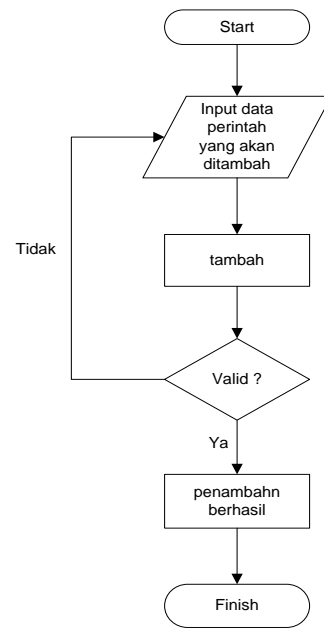 Start
Input data
perintah
yang akan
ditambah
Tidak
tambah
Valid ?
Ya
penambahn
berhasil
Finish